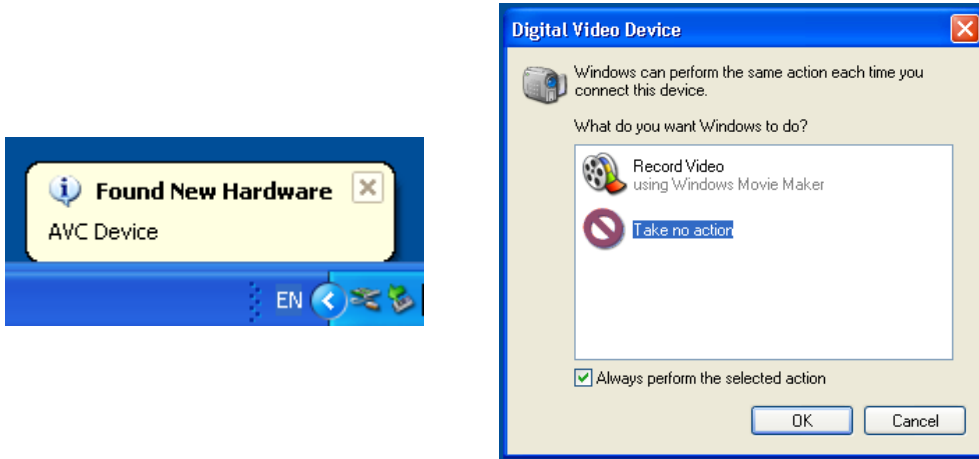 Found New Hardware
AVC Device
EN
Digital Video Device
Windows can perform the same action each time you
connect this device.
What do you want Windows to do?
Record Video
using Windows Movie Maker
Take no action
Always perform the selected action
OK
Cancel